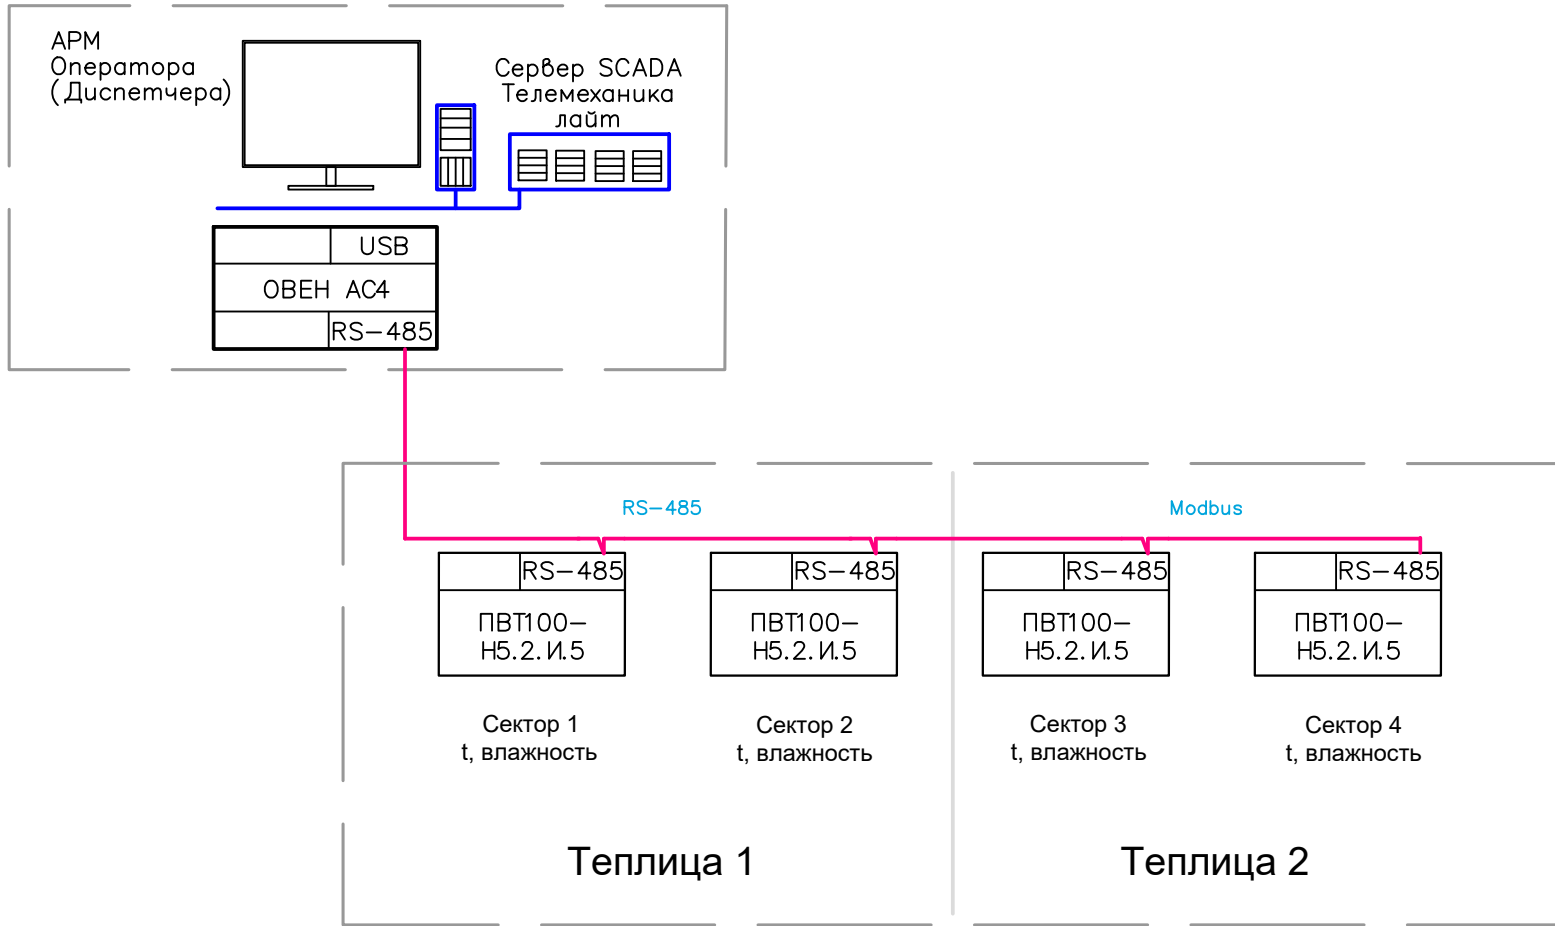 АРМ
Оператора
(Диспетчера)
Сервер SCADA
Телемеханика
лайт
USB
ОВЕН АС4
RS-485
RS-485
Modbus
RS-485
RS-485
RS-485
RS-485
ПВТ100-
Н5.2.И.5
ПВТ100-
Н5.2.И.5
ПВТ100-
Н5.2.И.5
ПВТ100-
Н5.2.И.5
Сектор 1
t, влажность
Сектор 2
t, влажность
Сектор 3
t, влажность
Сектор 4
t, влажность
Теплица 1
Теплица 2